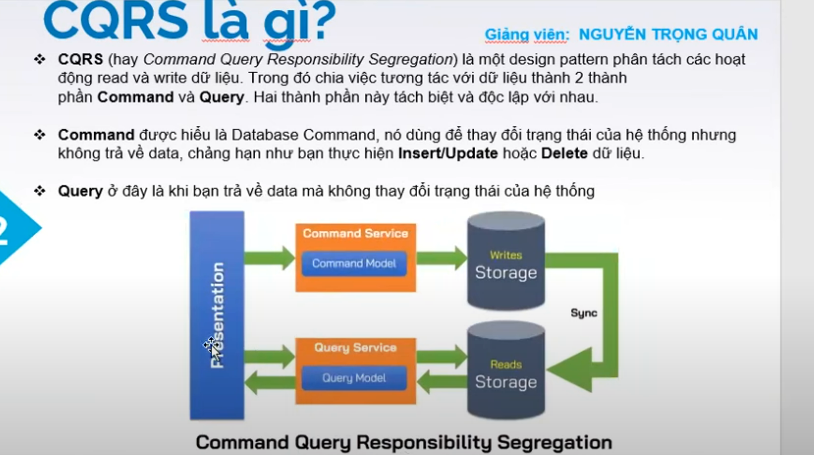 CQRS là gì?
Giảng viên: NGUYỄN TRỌNG QUÂN
❖ CQRS (hay Command Query Responsibility Segregation) là một design pattern phân tách các hoạt
động read và write dữ liệu. Trong đó chia việc tương tác với dữ liệu thành 2 thành
phần Command và Query. Hai thành phần này tách biệt và độc lập với nhau.
❖ Command được hiểu là Database Command, nó dùng để thay đổi trạng thái của hệ thống nhưng
không trả về data, chẳng hạn như bạn thực hiện Insert/Update hoặc Delete dữ liệu.
❖ Query ở đây là khi bạn trả về data mà không thay đổi trạng thái của hệ thống
2
Presentation
Command Service
Command Model
Writes
Storage
Sync
Query Service
Query Model
Reads
Storage
Command Query Responsibility Segregation